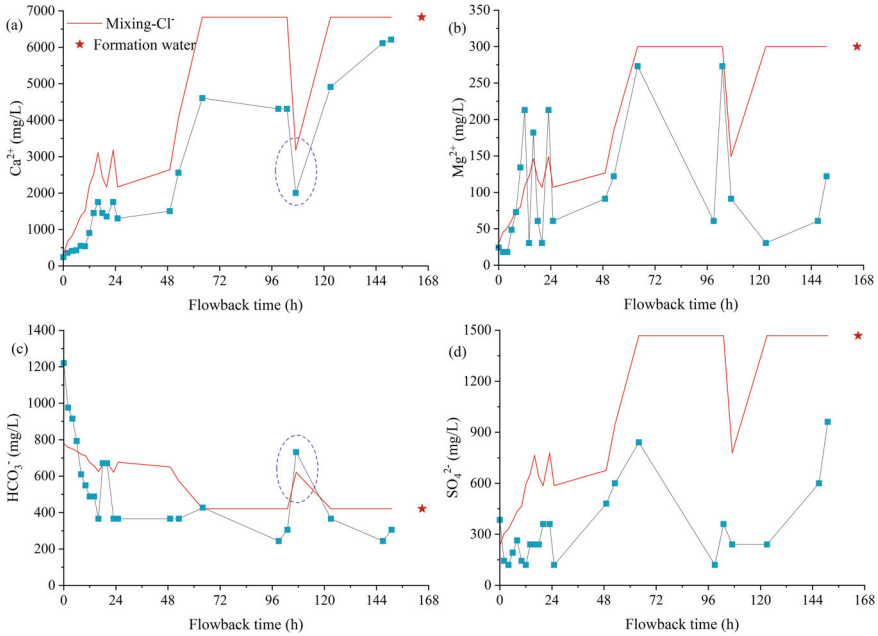 (a)
Mixing-Cl⁻
Formation water
7000
6000
5000
4000
3000
2000
1000
0
Ca²⁺ (mg/L)
0 24 48 72 96 120 144 168
Flowback time (h)
(b)
350
300
250
200
150
100
50
0
Mg²⁺ (mg/L)
0 24 48 72 96 120 144 168
Flowback time (h)
(c)
1400
1200
1000
800
600
400
200
0
HCO₃⁻ (mg/L)
0 24 48 72 96 120 144 168
Flowback time (h)
(d)
1500
1200
900
600
300
0
SO₄²⁻ (mg/L)
0 24 48 72 96 120 144 168
Flowback time (h)